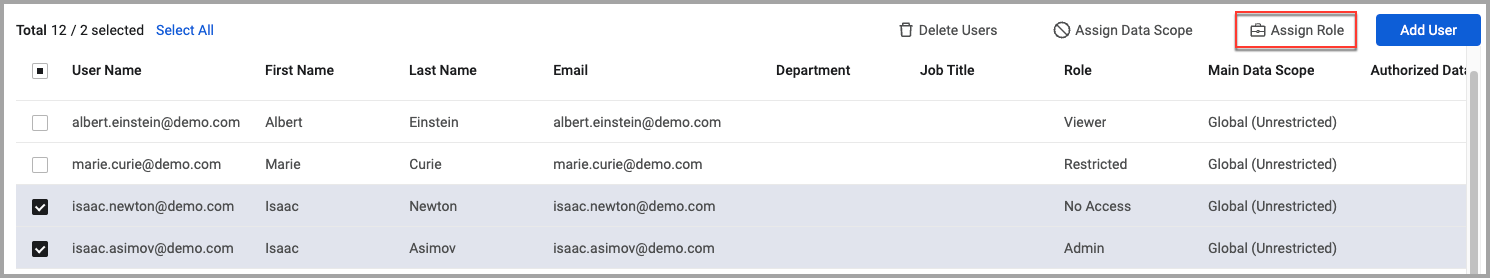 Total 12 / 2 selected Select All Delete Users Assign Data Scope Assign Role Add User
User Name First Name Last Name Email Department Job Title Role Main Data Scope Authorized Data
albert.einstein@demo.com Albert Einstein albert.einstein@demo.com Viewer Global (Unrestricted)
marie.curie@demo.com Marie Curie marie.curie@demo.com Restricted Global (Unrestricted)
isaac.newton@demo.com Isaac Newton isaac.newton@demo.com No Access Global (Unrestricted)
isaac.asimov@demo.com Isaac Asimov isaac.asimov@demo.com Admin Global (Unrestricted)